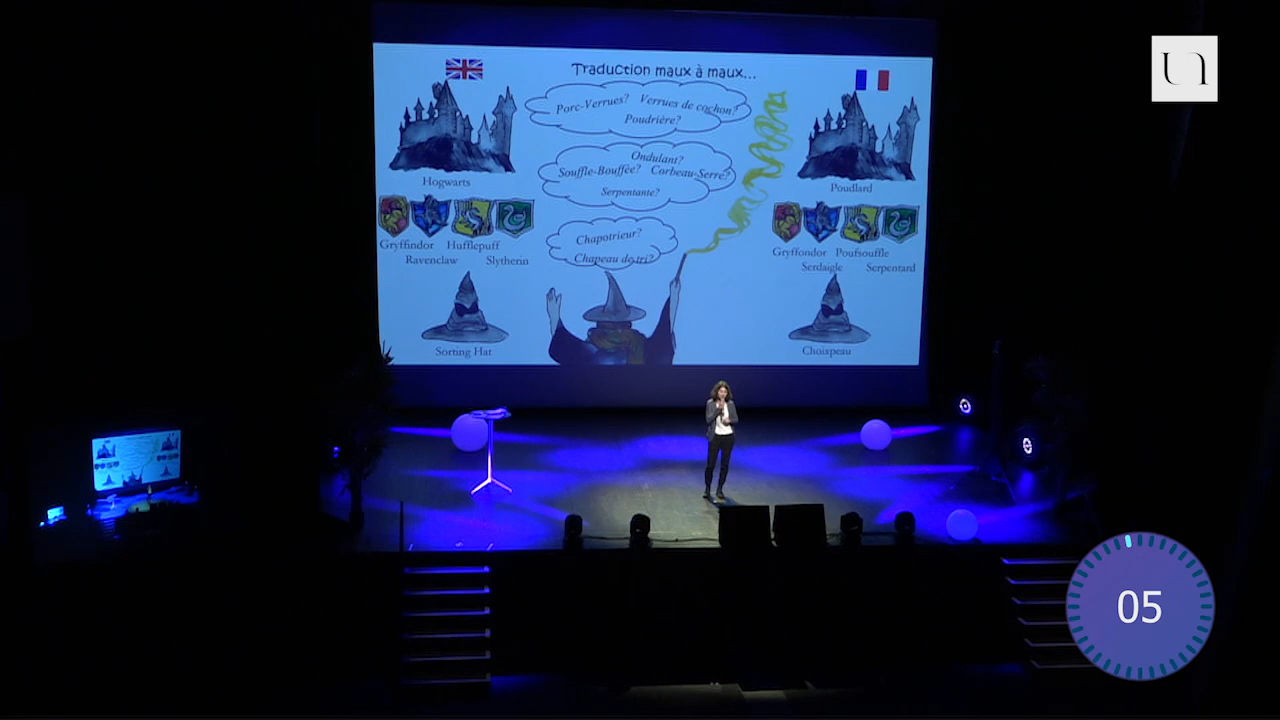 Traduction maux à maux...
Porc-Verrues? Verrues de cochon?
Poudrière?
Ondulant?
Souffle-Bouffée? Corbeau-Serre?
Serpentante?
Chapotrieur?
Chapeau de tri?
Hogwarts
Gryffindor Hufflepuff
Ravenclaw Slytherin
Sorting Hat
Poudlard
Gryffondor Poufsouffle
Serdaigle Serpentard
Choixpeau
UN
05